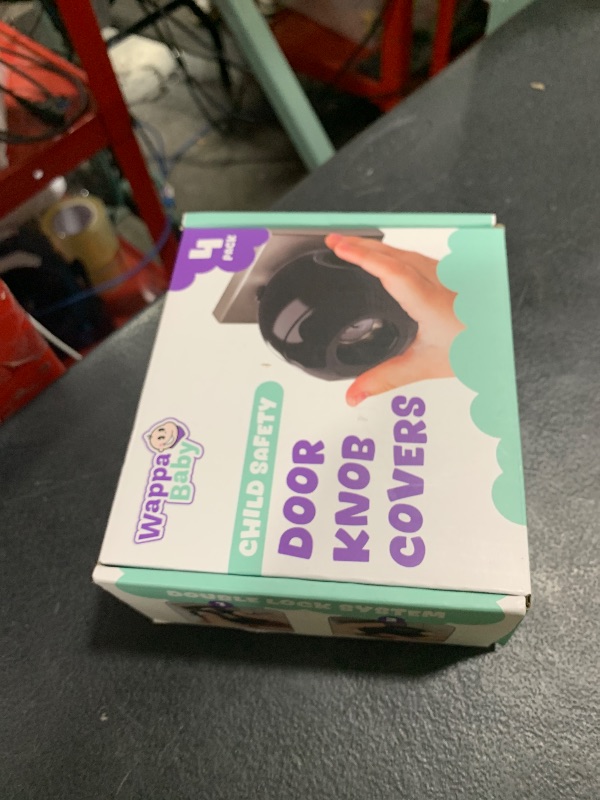 4
PACK
Wappa
Baby
CHILD SAFETY
DOOR
KNOB
COVERS
DOUBLE LOCK SYSTEM